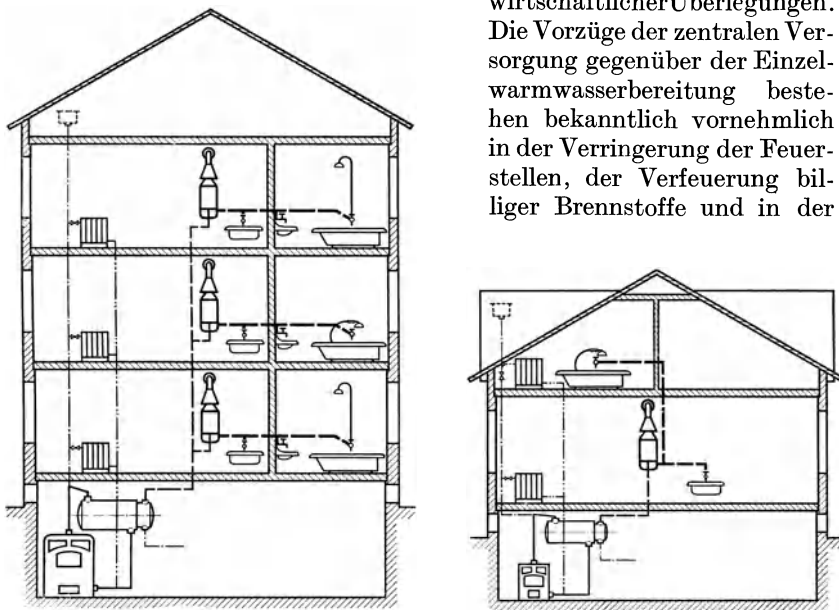 wirtschaftlicher Überlegungen.
Die Vorzüge der zentralen Ver-
sorgung gegenüber der Einzel-
warmwasserbereitung beste-
hen bekanntlich vornehmlich
in der Verringerung der Feuer-
stellen, der Verfeuerung bil-
liger Brennstoffe und in der